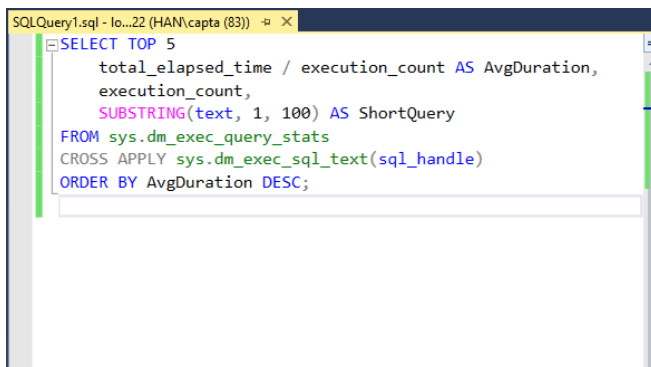 SQLQuery1.sql - lo...22 (HAN\capta (83))
SELECT TOP 5
    total_elapsed_time / execution_count AS AvgDuration,
    execution_count,
    SUBSTRING(text, 1, 100) AS ShortQuery
FROM sys.dm_exec_query_stats
CROSS APPLY sys.dm_exec_sql_text(sql_handle)
ORDER BY AvgDuration DESC;